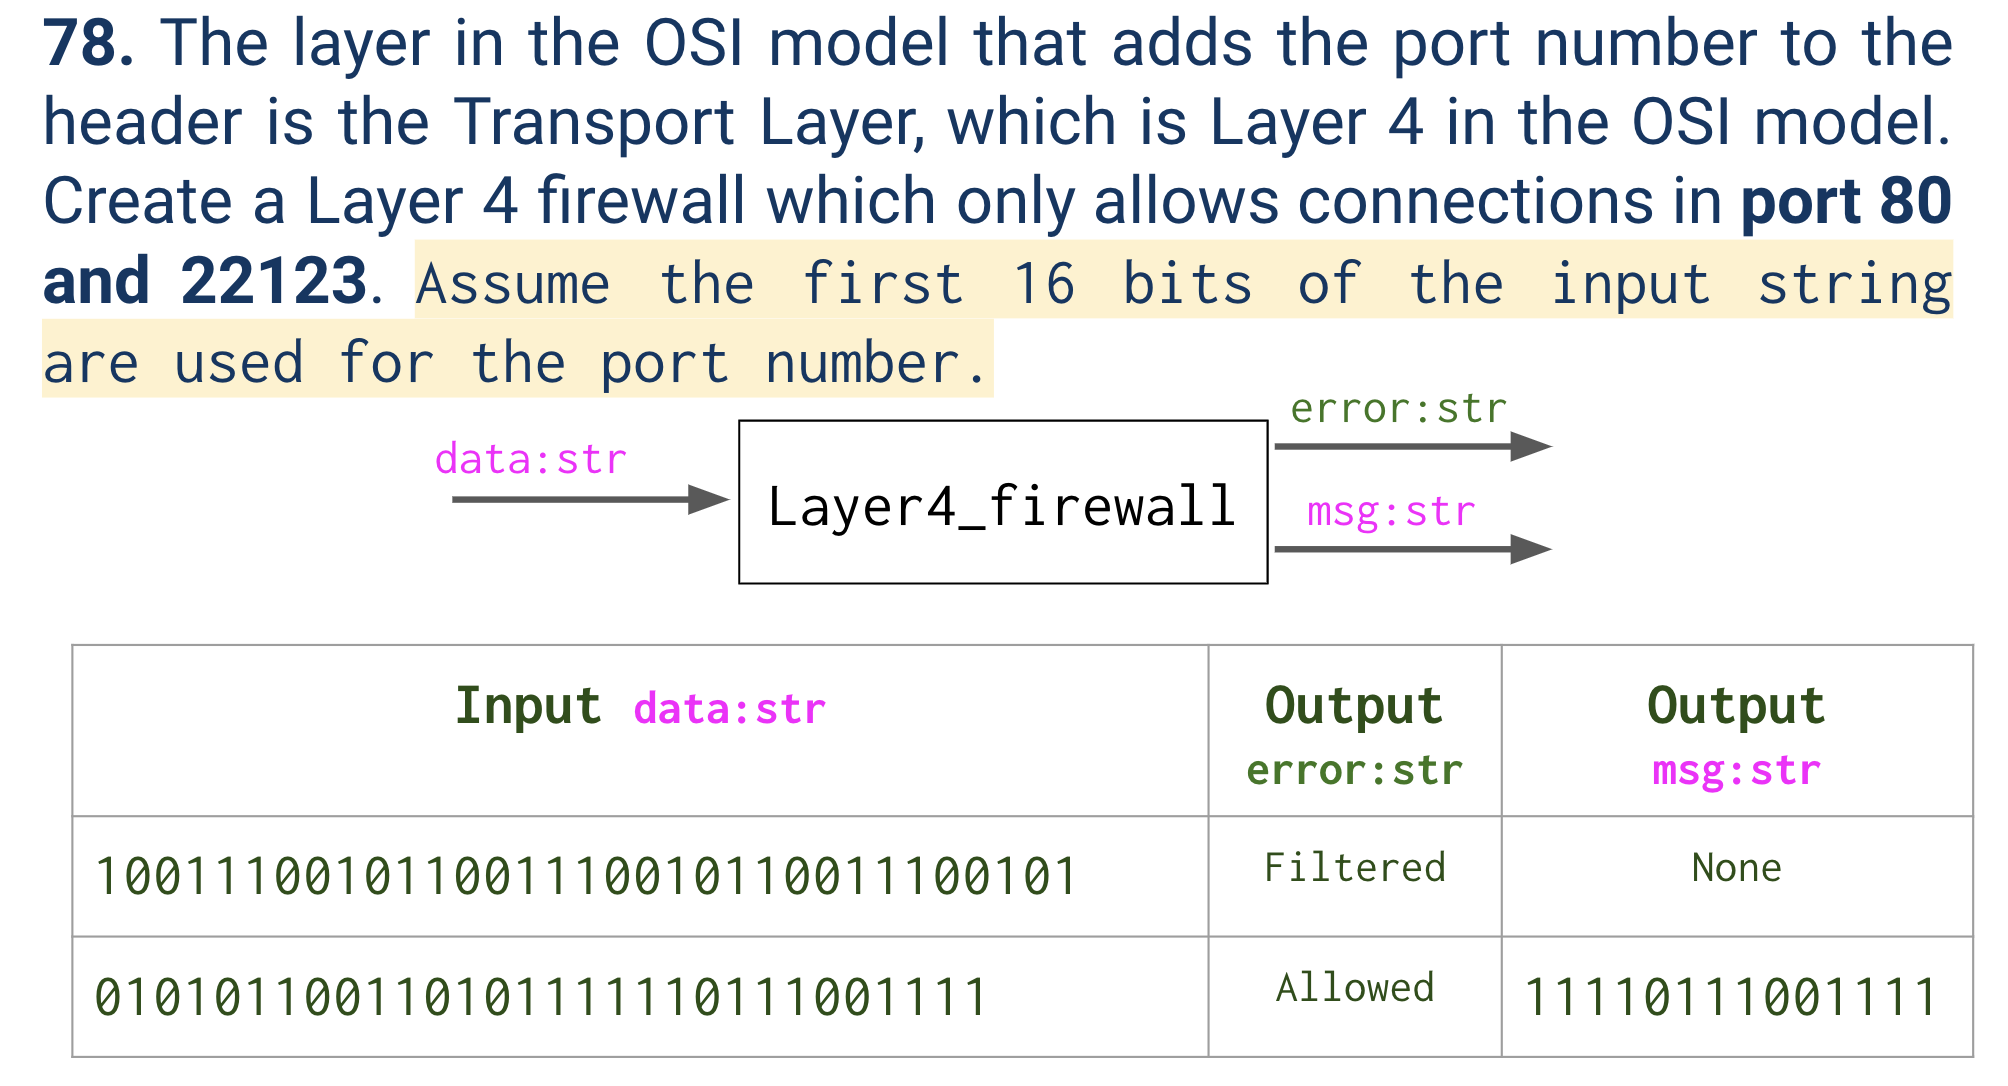 78. The layer in the OSI model that adds the port number to the
header is the Transport Layer, which is Layer 4 in the OSI model.
Create a Layer 4 firewall which only allows connections in port 80
and 22123. Assume the first 16 bits of the input string
are used for the port number.
error:str
data:str
Layer4_firewall
msg:str
Input data:str
Output
error:str
Output
msg:str
100111001011001110010110011100101
Filtered
None
010101100110101111110111001111
Allowed
11110111001111